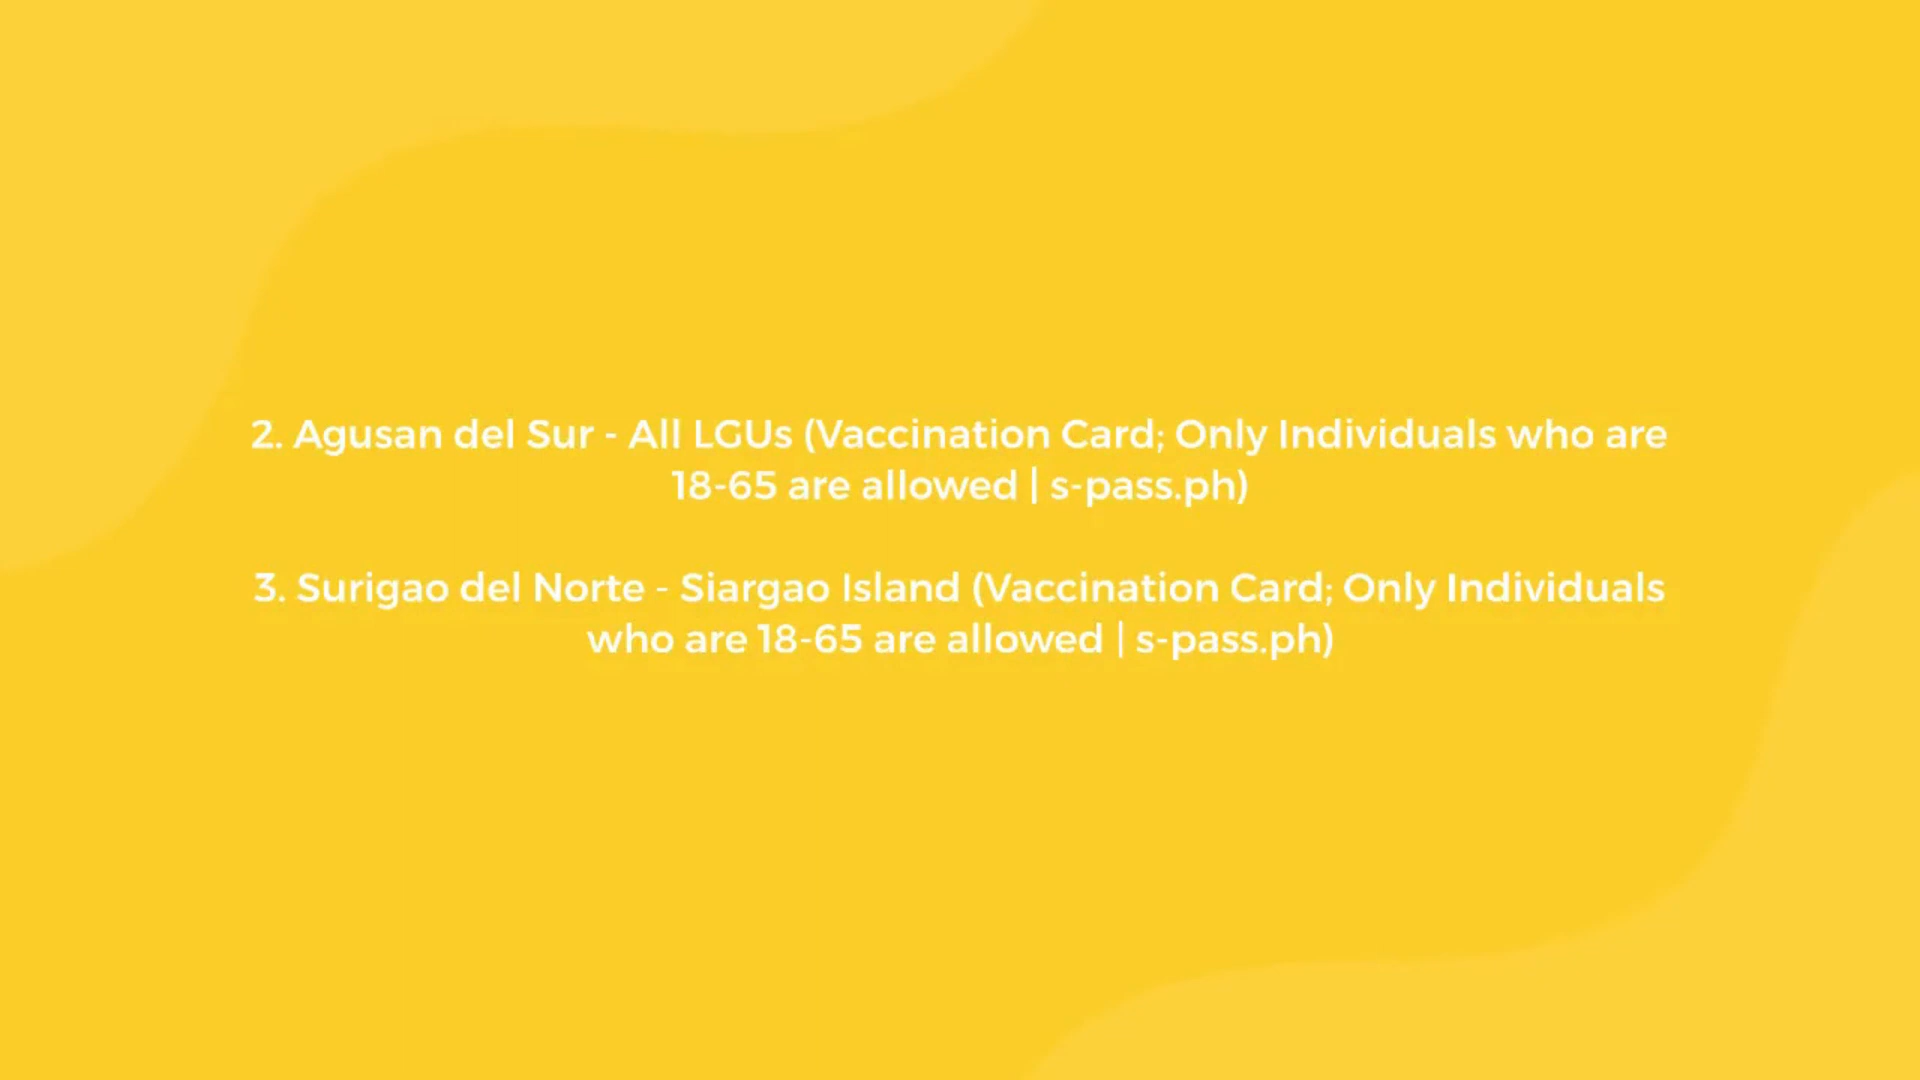 2. Agusan del Sur - All LGUs (Vaccination Card; Only Individuals who are
18-65 are allowed | s-pass.ph)
3. Surigao del Norte - Siargao Island (Vaccination Card; Only Individuals
who are 18-65 are allowed | s-pass.ph)